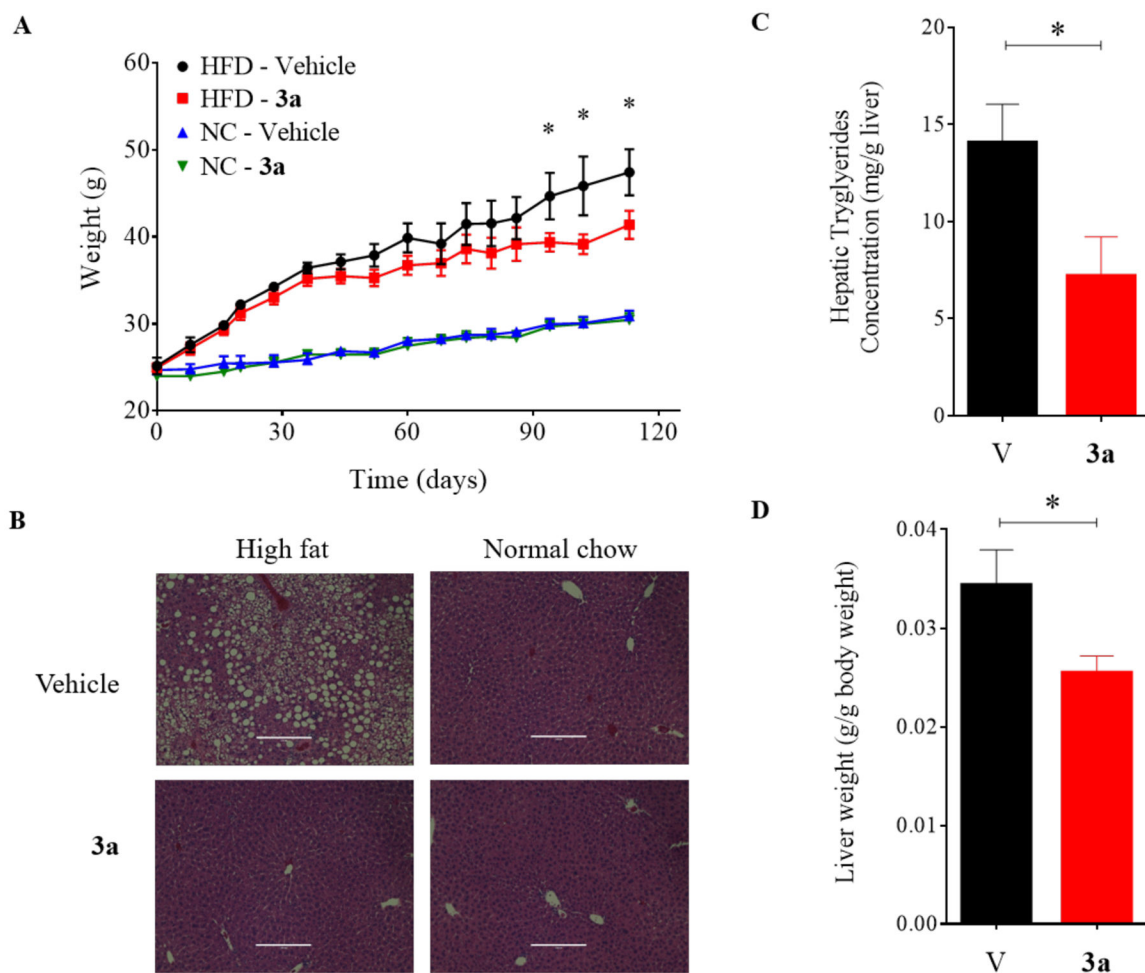 A
HFD - Vehicle
HFD - 3a
NC - Vehicle
NC - 3a
* * *
60
50
40
30
20
Weight (g)
0 30 60 90 120
Time (days)
B
High fat Normal chow
Vehicle
3a
C
*
20
15
10
5
0
Hepatic Tryglyerides
Concentration (mg/g liver)
V 3a
D
*
0.04
0.03
0.02
0.01
0.00
Liver weight (g/g body weight)
V 3a